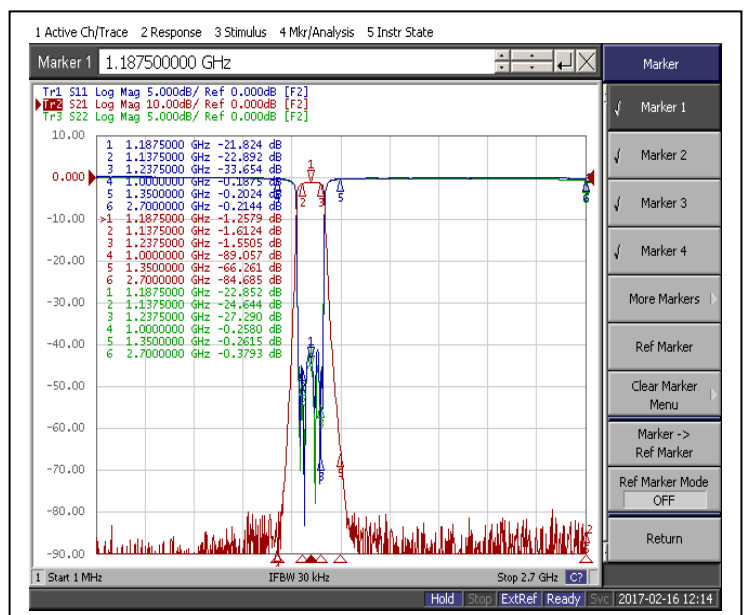 1 Active Ch/Trace 2 Response 3 Stimulus 4 Mkr/Analysis 5 Instr State
Marker 1 1.187500000 GHz
Marker
Tr1 S11 Log Mag 5.000dB/ Ref 0.000dB [F2]
Tr2 S21 Log Mag 10.00dB/ Ref 0.000dB [F2]
Tr3 S22 Log Mag 5.000dB/ Ref 0.000dB [F2]
10.00
0.000
-10.00
-20.00
-30.00
-40.00
-50.00
-60.00
-70.00
-80.00
-90.00
1 1.1875000 GHz -21.824 dB
2 1.1375000 GHz -22.892 dB
3 1.2375000 GHz -33.654 dB
4 1.0000000 GHz -0.1875 dB
5 1.3500000 GHz -0.2024 dB
6 2.7000000 GHz -0.2144 dB
>1 1.1875000 GHz -1.2579 dB
2 1.1375000 GHz -1.6124 dB
3 1.2375000 GHz -1.5505 dB
4 1.0000000 GHz -89.057 dB
5 1.3500000 GHz -66.261 dB
6 2.7000000 GHz -84.685 dB
1 1.1875000 GHz -22.852 dB
2 1.1375000 GHz -24.644 dB
3 1.2375000 GHz -27.290 dB
4 1.0000000 GHz -0.2580 dB
5 1.3500000 GHz -0.2615 dB
6 2.7000000 GHz -0.3793 dB
1
2
3
5
6
1
3
5
2
Marker 1
Marker 2
Marker 3
Marker 4
More Markers
Ref Marker
Clear Marker
Menu
Marker ->
Ref Marker
Ref Marker Mode
OFF
Return
1 Start 1 MHz IFBW 30 kHz Stop 2.7 GHz C?
Hold Stop ExtRef Ready Svc 2017-02-16 12:14